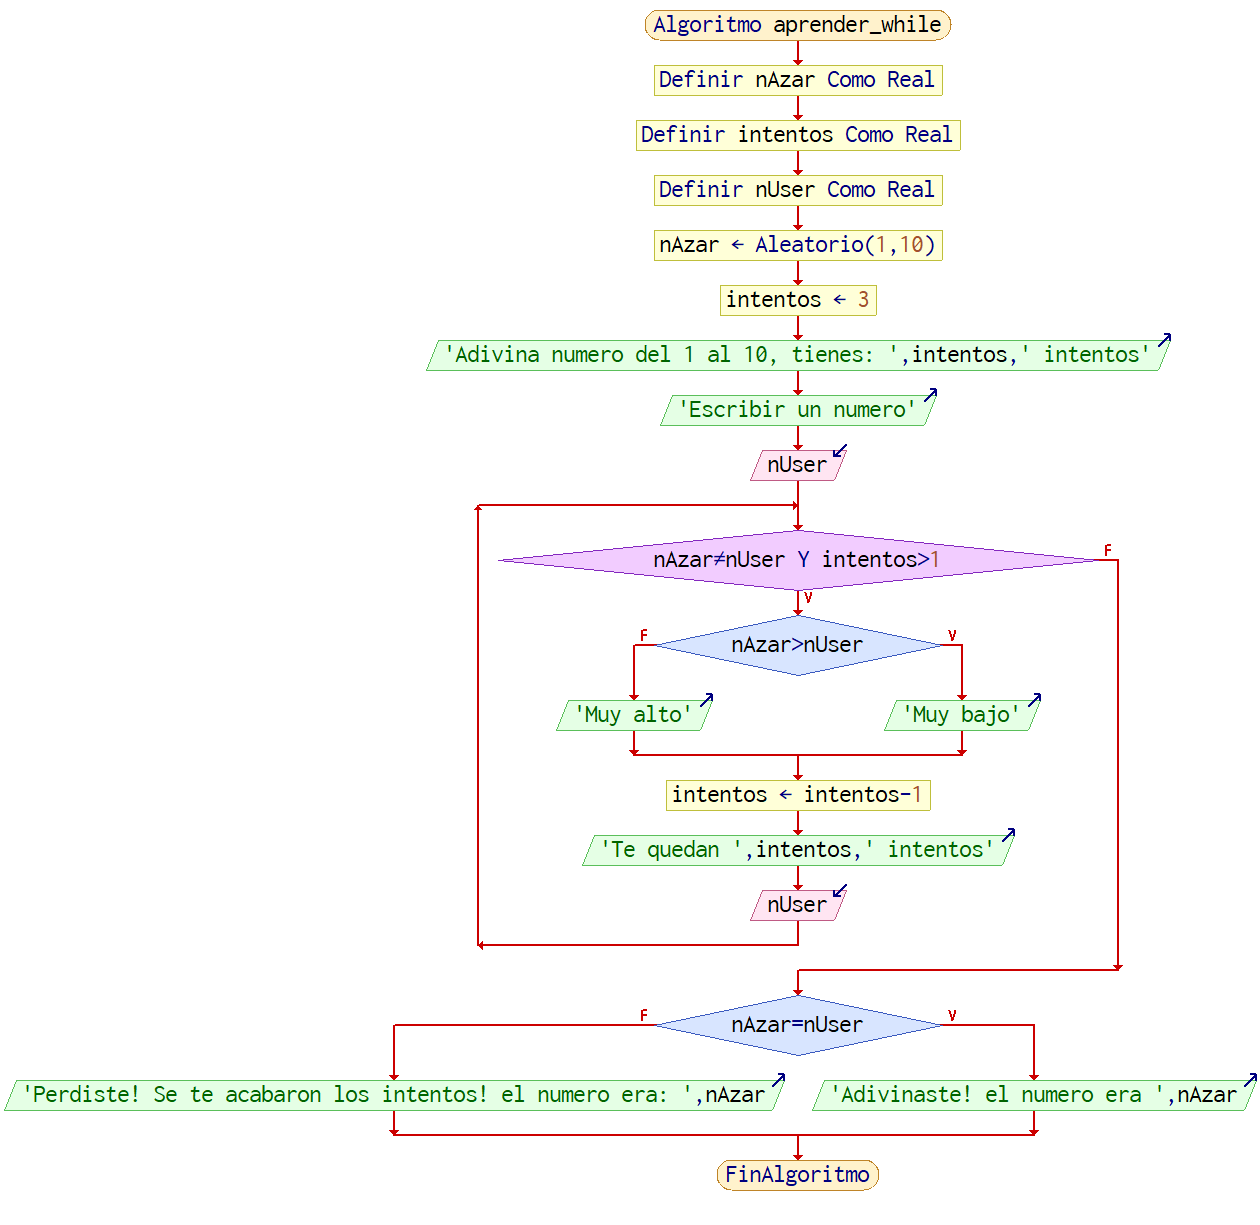 Algoritmo aprender_while
Definir nAzar Como Real
Definir intentos Como Real
Definir nUser Como Real
nAzar ← Aleatorio(1,10)
intentos ← 3
'Adivina numero del 1 al 10, tienes: ',intentos,' intentos'
'Escribir un numero'
nUser
nAzar≠nUser Y intentos>1
F
V
nAzar>nUser
F
V
'Muy alto'
'Muy bajo'
intentos ← intentos-1
'Te quedan ',intentos,' intentos'
nUser
nAzar=nUser
F
V
'Perdiste! Se te acabaron los intentos! el numero era: ',nAzar
'Adivinaste! el numero era ',nAzar
FinAlgoritmo